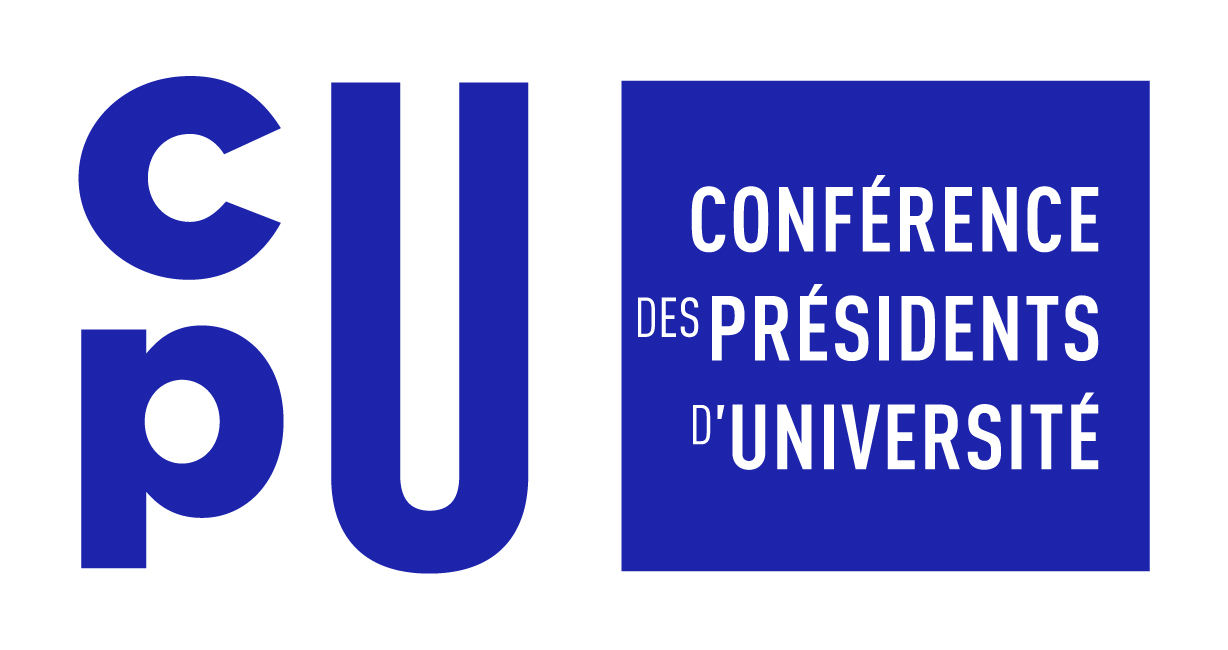 cpU
CONFÉRENCE
DES PRÉSIDENTS
D'UNIVERSITÉ